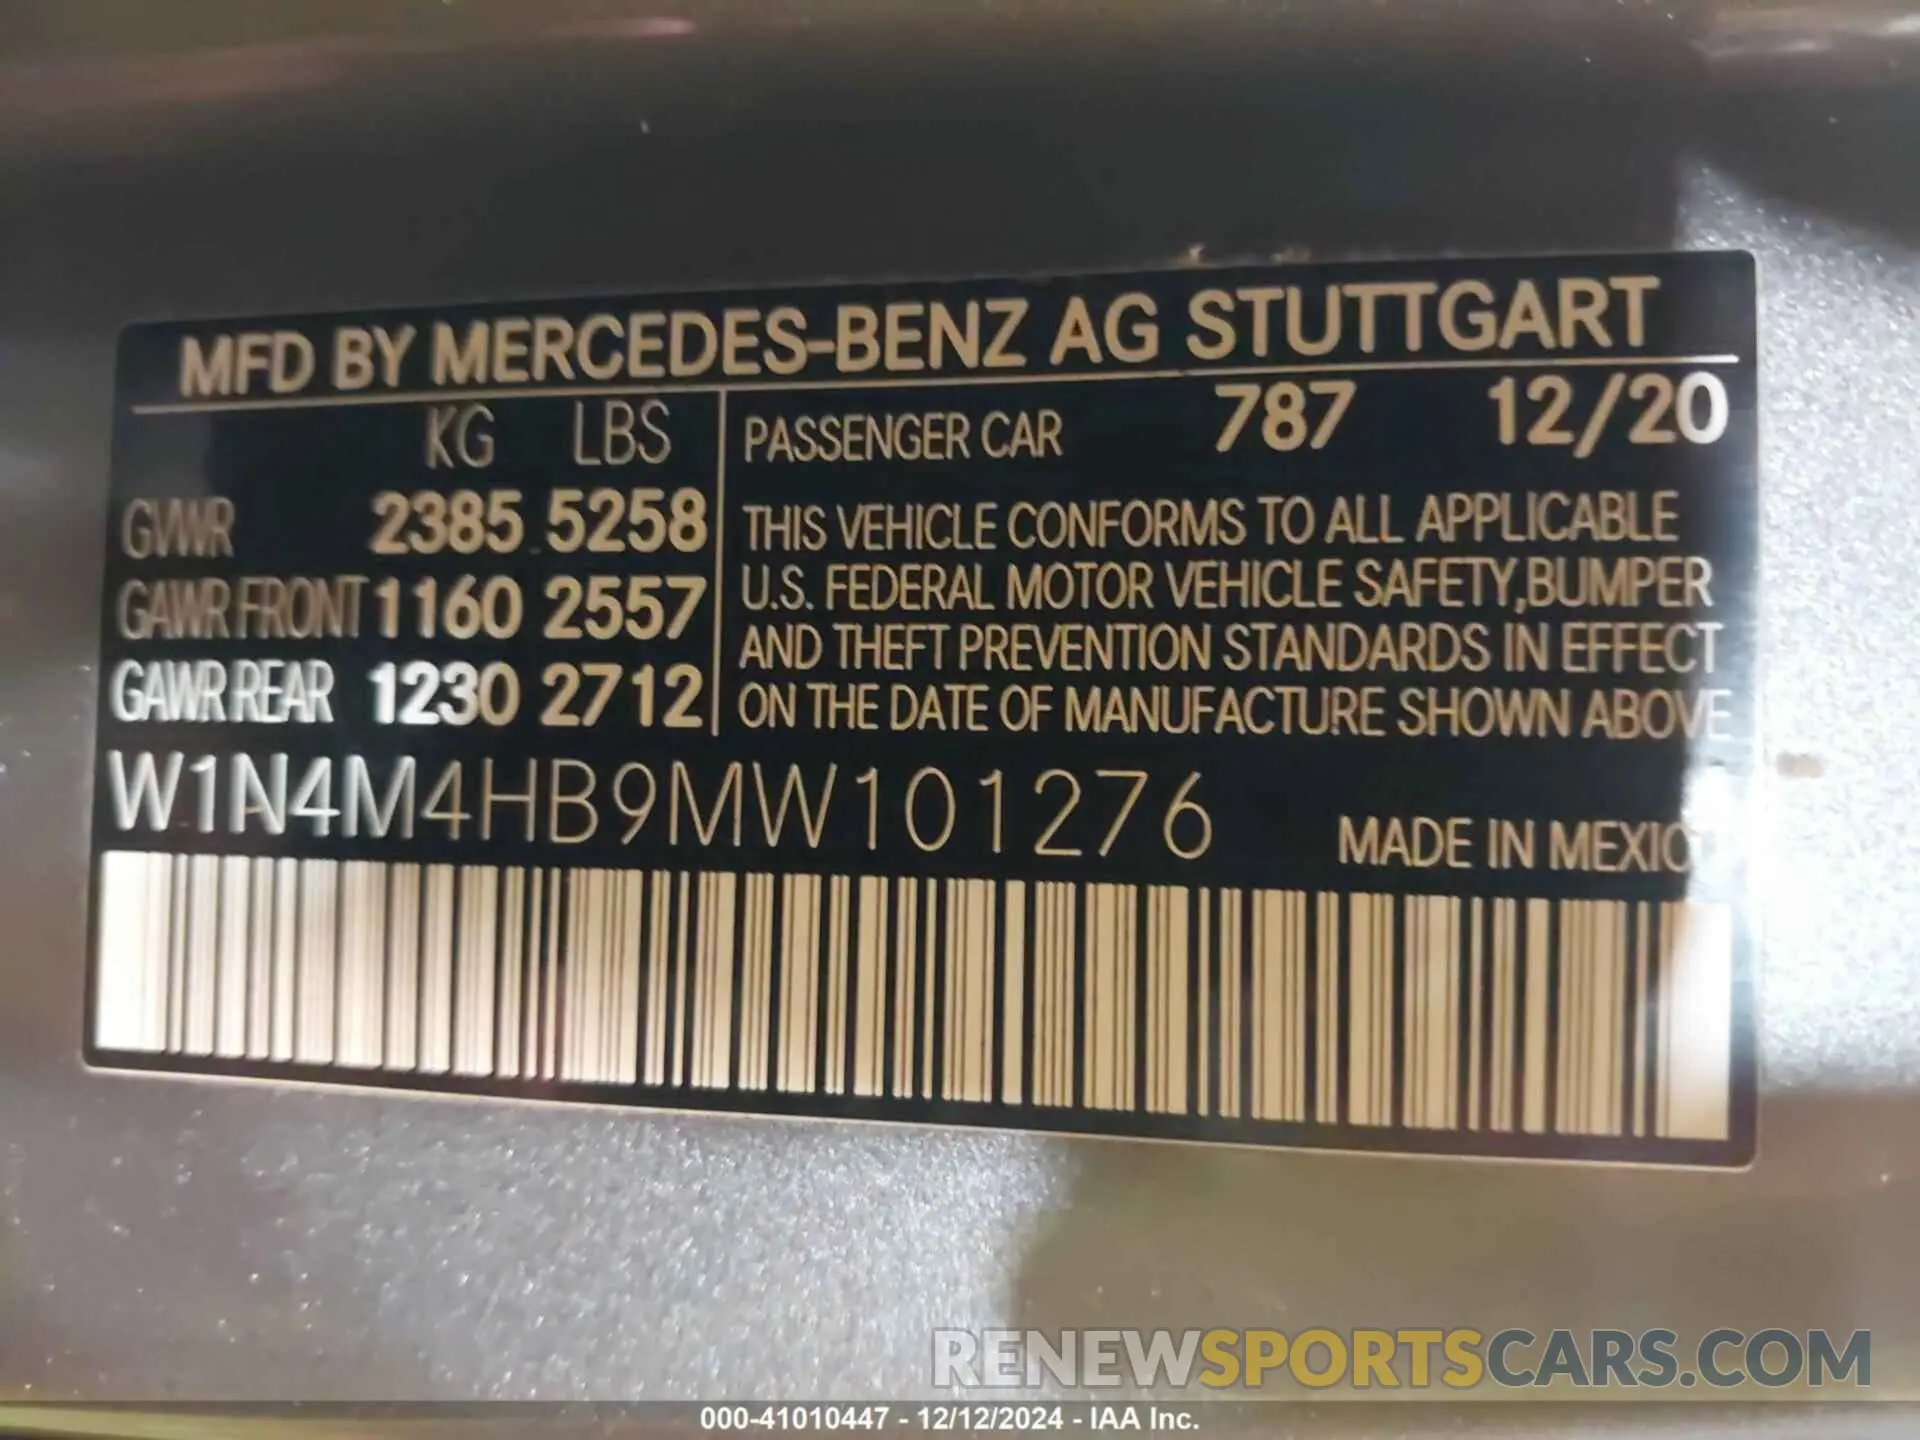 MFD BY MERCEDES-BENZ AG STUTTGART
KG LBS
GVWR 2385 5258
GAWR FRONT 1160 2557
GAWR REAR 1230 2712
PASSENGER CAR 787 12/20
THIS VEHICLE CONFORMS TO ALL APPLICABLE
U.S. FEDERAL MOTOR VEHICLE SAFETY,BUMPER
AND THEFT PREVENTION STANDARDS IN EFFECT
ON THE DATE OF MANUFACTURE SHOWN ABOVE
W1N4M4HB9MW101276
MADE IN MEXICO
RENEWSPORTSCARS.COM
000-41010447 - 12/12/2024 - IAA Inc.